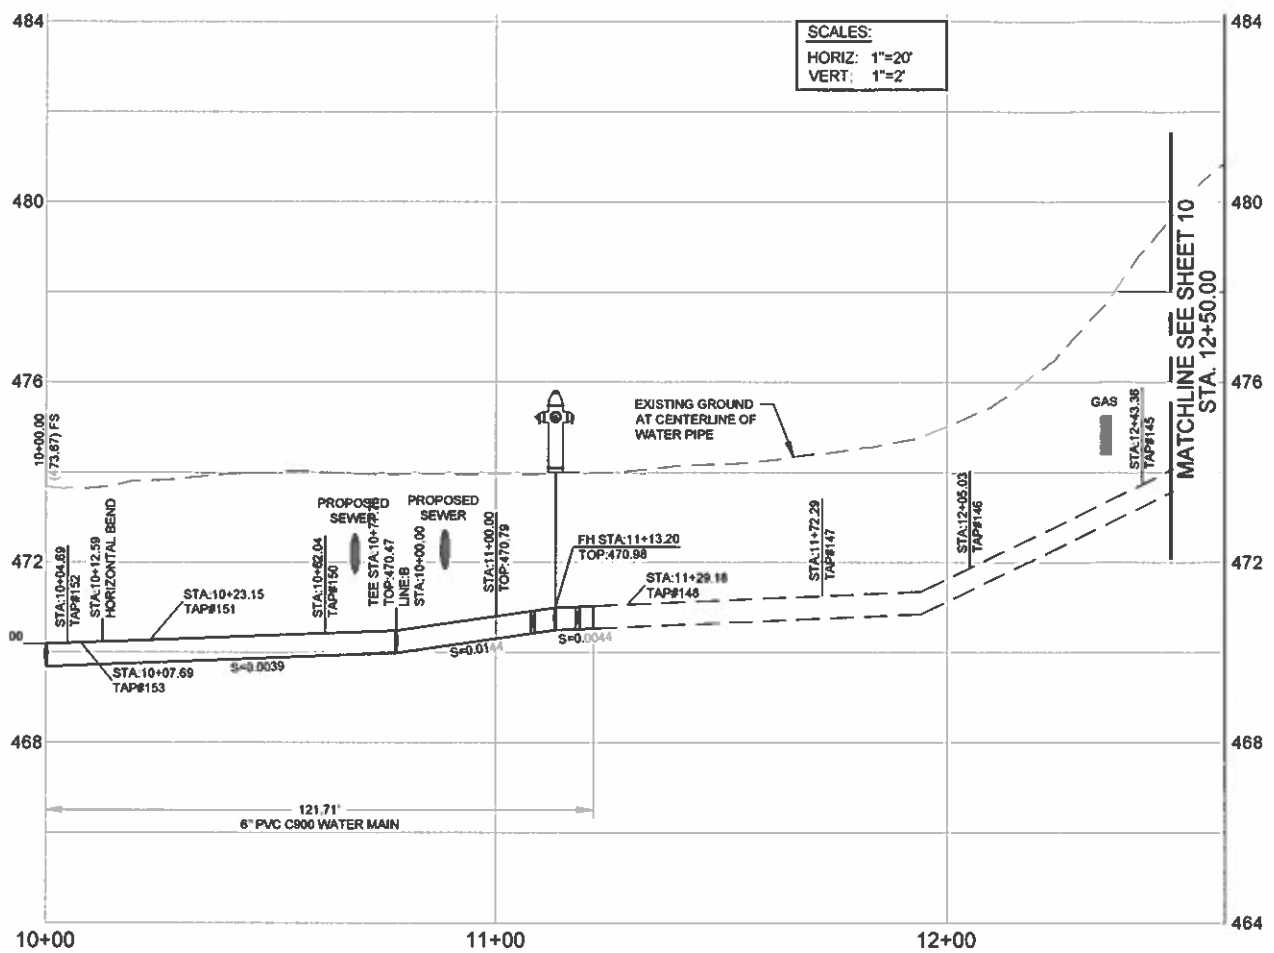 484
484
SCALES:
HORIZ: 1"=20'
VERT: 1"=2'
480
480
MATCHLINE SEE SHEET 10
STA. 12+50.00
476
476
10+00.00
(473.67) FS
EXISTING GROUND
AT CENTERLINE OF
WATER PIPE
GAS
STA:12+43.36
TAP#145
STA:10+04.69
TAP#152
STA:10+12.59
HORIZONTAL BEND
STA:10+23.15
TAP#151
STA:10+62.04
TAP#150
PROPOSED
SEWER
TOP:470.47
LINE:B
STA:10+00.00
PROPOSED
SEWER
STA:11+00.00
TOP:470.79
FH STA:11+13.20
TOP:470.98
STA:11+29.18
TAP#148
STA:11+72.29
TAP#147
STA:12+05.03
TAP#146
472
472
00
STA:10+07.69
TAP#153
S=0.0039
S=0.0144
S=0.0044
468
468
121.71'
6" PVC C900 WATER MAIN
464
10+00
11+00
12+00